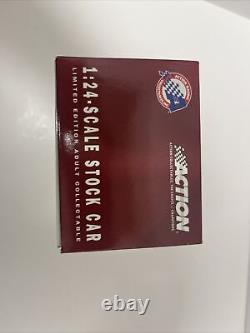 1:24-SCALE STOCK CAR
LIMITED EDITION ADULT COLLECTABLE
ACTION